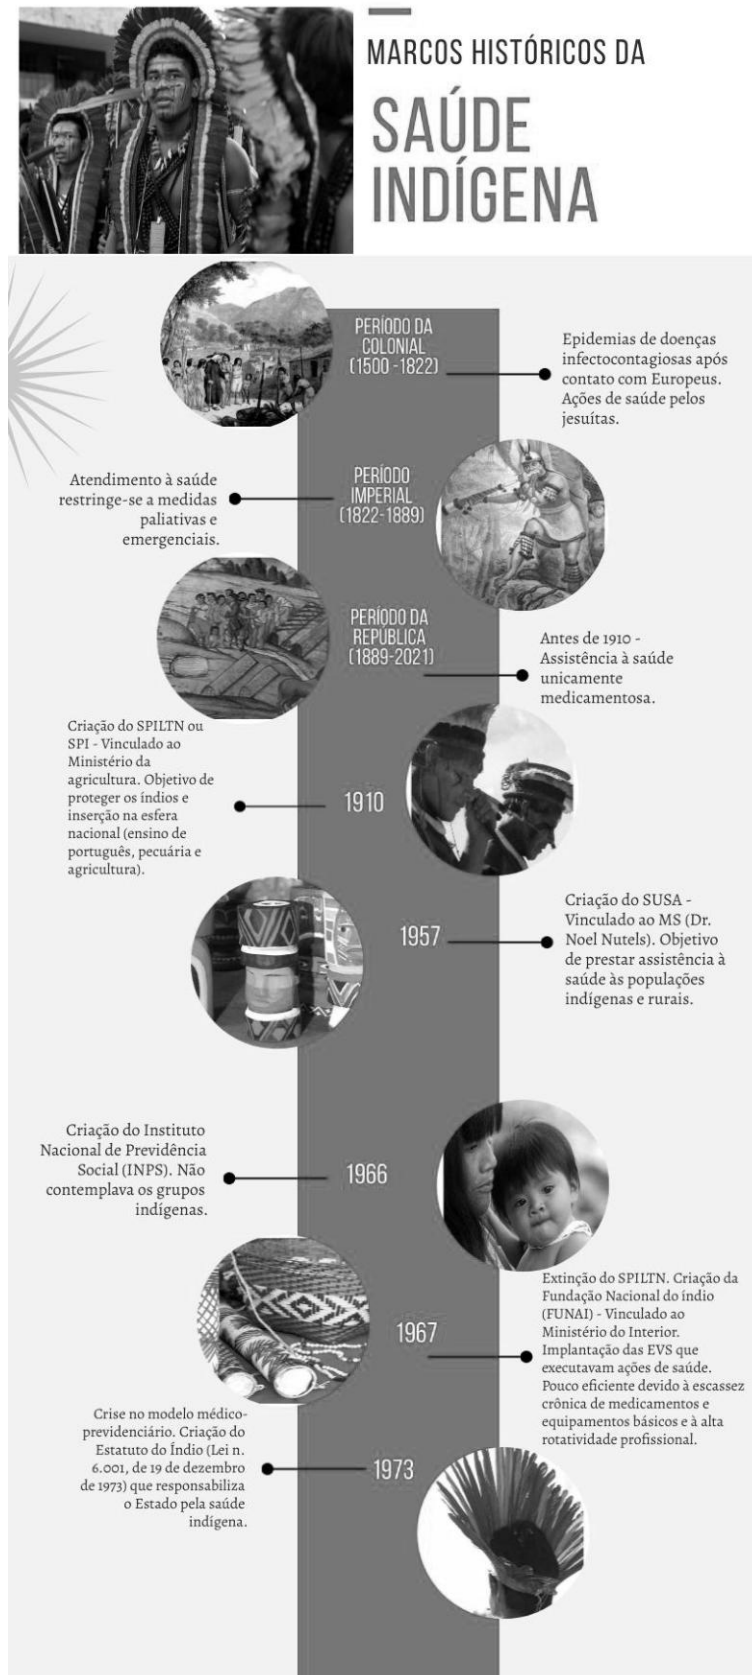 MARCOS HISTÓRICOS DA
SAÚDE
INDÍGENA
PERÍODO DA
COLONIAL
(1500 -1822)
Epidemias de doenças
infectocontagiosas após
contato com Europeus.
Ações de saúde pelos
jesuítas.
PERÍODO
IMPERIAL
(1822-1889)
Atendimento à saúde
restringe-se a medidas
paliativas e
emergenciais.
PERÍODO DA
REPÚBLICA
(1889-2021)
Antes de 1910 -
Assistência à saúde
unicamente
medicamentosa.
1910
Criação do SPILTN ou
SPI - Vinculado ao
Ministério da
agricultura. Objetivo de
proteger os índios e
inserção na esfera
nacional (ensino de
português, pecuária e
agricultura).
1957
Criação do SUSA -
Vinculado ao MS (Dr.
Noel Nutels). Objetivo
de prestar assistência à
saúde às populações
indígenas e rurais.
1966
Criação do Instituto
Nacional de Previdência
Social (INPS). Não
contemplava os grupos
indígenas.
1967
Extinção do SPILTN. Criação da
Fundação Nacional do índio
(FUNAI) - Vinculado ao
Ministério do Interior.
Implantação das EVS que
executavam ações de saúde.
Pouco eficiente devido à escassez
crônica de medicamentos e
equipamentos básicos e à alta
rotatividade profissional.
1973
Crise no modelo médico-
previdenciário. Criação do
Estatuto do Índio (Lei n.
6.001, de 19 de dezembro
de 1973) que responsabiliza
o Estado pela saúde
indígena.